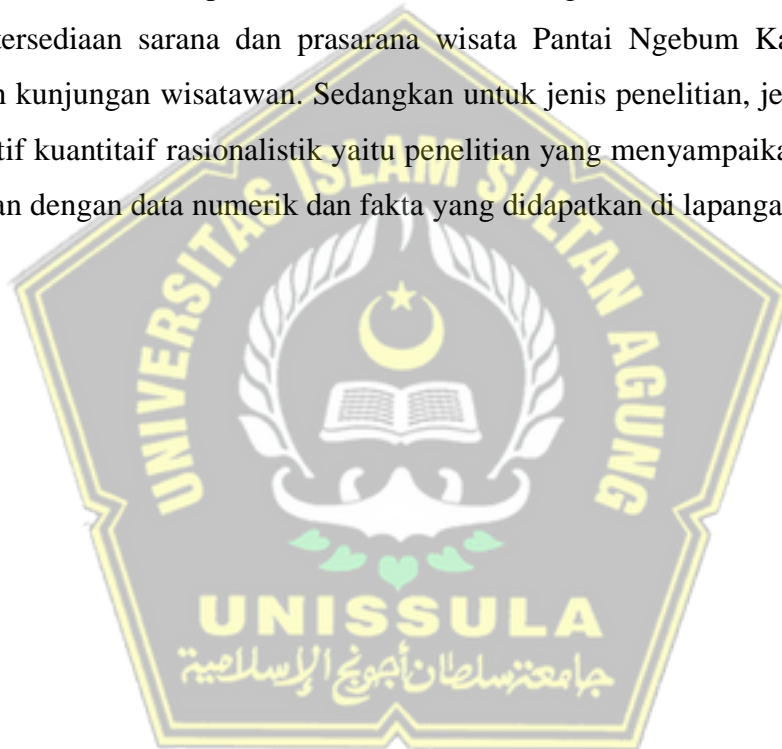 tersediaan sarana dan prasarana wisata Pantai Ngebum Ka
n kunjungan wisatawan. Sedangkan untuk jenis penelitian, je
tif kuantitaif rasionalistik yaitu penelitian yang menyampaika
an dengan data numerik dan fakta yang didapatkan di lapanga
UNIVERSITAS ISLAM SULTAN AGUNG
UNISSULA
جامعتنسلطان أجونج الإسلامية